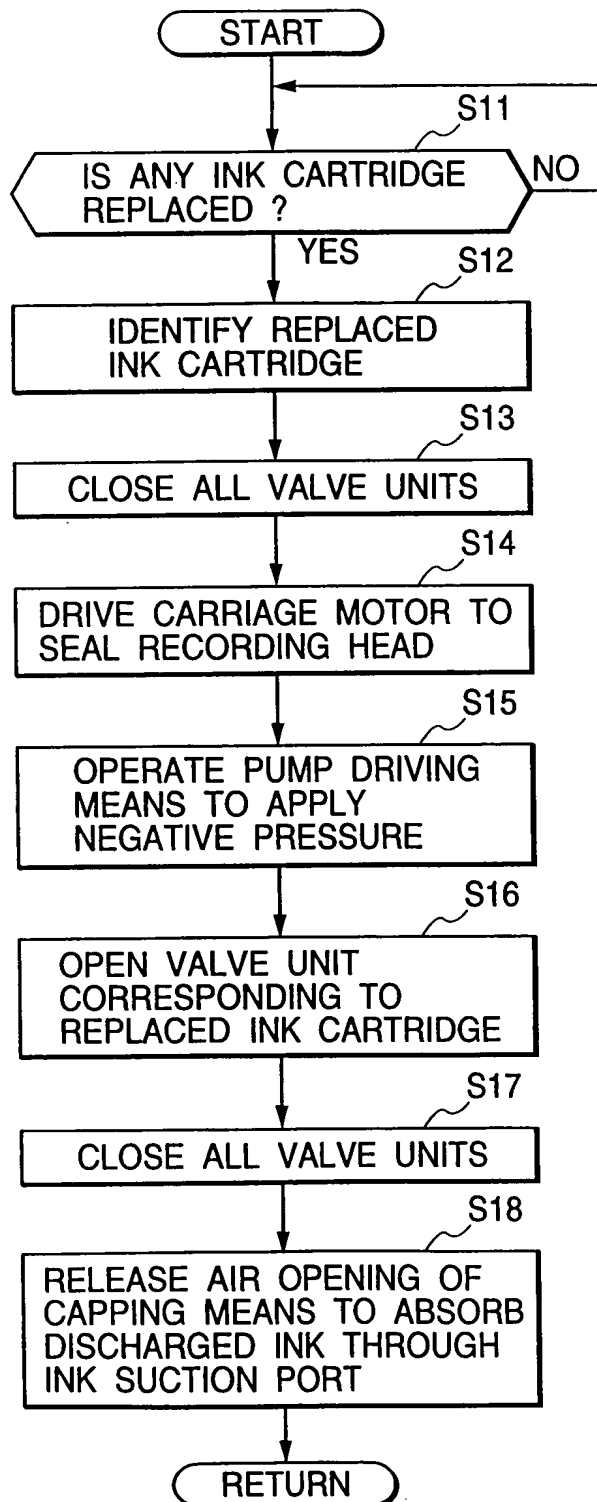 START
S11
IS ANY INK CARTRIDGE
REPLACED ?
NO
YES
S12
IDENTIFY REPLACED
INK CARTRIDGE
S13
CLOSE ALL VALVE UNITS
S14
DRIVE CARRIAGE MOTOR TO
SEAL RECORDING HEAD
S15
OPERATE PUMP DRIVING
MEANS TO APPLY
NEGATIVE PRESSURE
S16
OPEN VALVE UNIT
CORRESPONDING TO
REPLACED INK CARTRIDGE
S17
CLOSE ALL VALVE UNITS
S18
RELEASE AIR OPENING OF
CAPPING MEANS TO ABSORB
DISCHARGED INK THROUGH
INK SUCTION PORT
RETURN